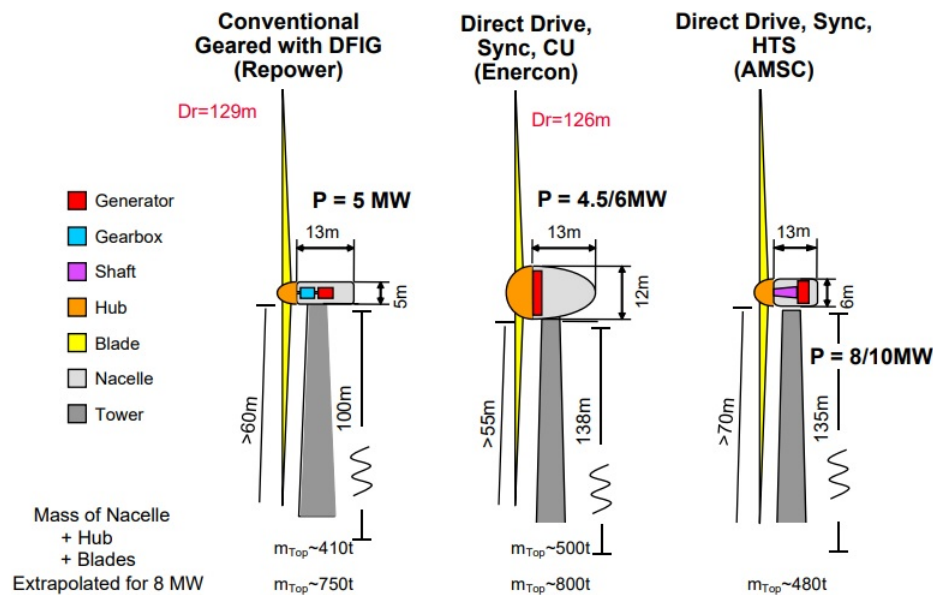 Conventional
Geared with DFIG
(Repower)
Direct Drive,
Sync, CU
(Enercon)
Direct Drive, Sync,
HTS
(AMSC)
Dr=129m
Dr=126m
Generator
Gearbox
Shaft
Hub
Blade
Nacelle
Tower
P = 5 MW
13m
5m
>60m
100m
P = 4.5/6MW
13m
12m
>55m
138m
13m
6m
P = 8/10MW
>70m
135m
Mass of Nacelle
+ Hub
+ Blades
mTop~410t
mTop~500t
Extrapolated for 8 MW
mTop~750t
mTop~800t
mTop~480t